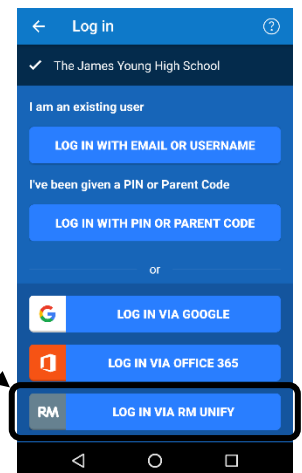 Log in
The James Young High School
I am an existing user
LOG IN WITH EMAIL OR USERNAME
I've been given a PIN or Parent Code
LOG IN WITH PIN OR PARENT CODE
or
G LOG IN VIA GOOGLE
LOG IN VIA OFFICE 365
RM LOG IN VIA RM UNIFY